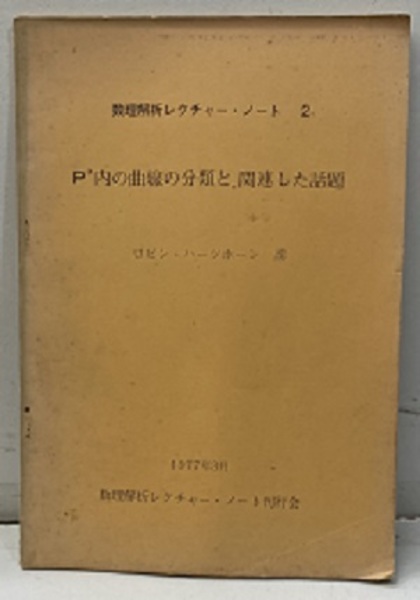 数理解析レクチャー・ノート 2
P³内の曲線の分類と、関連した話題
ロビン・ハーツホーン 著
1977年3月
数理解析レクチャー・ノート刊行会